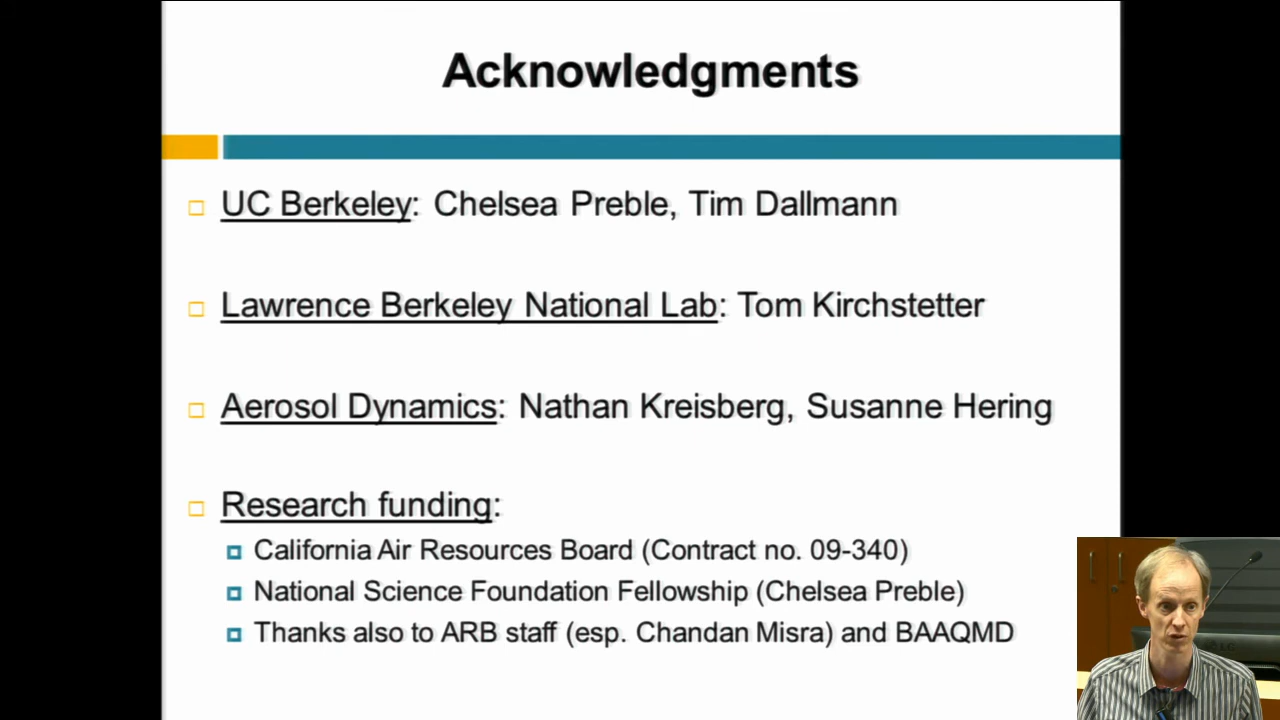 Acknowledgments
UC Berkeley: Chelsea Preble, Tim Dallmann
Lawrence Berkeley National Lab: Tom Kirchstetter
Aerosol Dynamics: Nathan Kreisberg, Susanne Hering
Research funding:
California Air Resources Board (Contract no. 09-340)
National Science Foundation Fellowship (Chelsea Preble)
Thanks also to ARB staff (esp. Chandan Misra) and BAAQMD